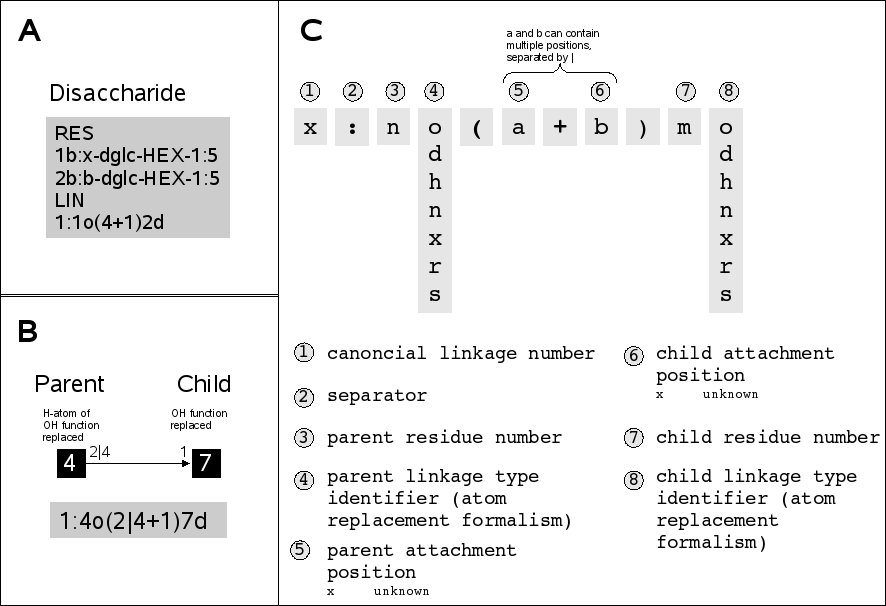 A
Disaccharide
RES
1b:x-dglc-HEX-1:5
2b:b-dglc-HEX-1:5
LIN
1:1o(4+1)2d
B
Parent Child
H-atom of
OH function
replaced
OH function
replaced
4 2|4 1 7
1:4o(2|4+1)7d
C
a and b can contain
multiple positions,
separated by |
1 2 3 4 5 6 7 8
x : n o ( a + b ) m o
d d
h h
n n
x x
r r
s s
1 canoncial linkage number
2 separator
3 parent residue number
4 parent linkage type
identifier (atom
replacement formalism)
5 parent attachment
position
x unknown
6 child attachment
position
x unknown
7 child residue number
8 child linkage type
identifier (atom
replacement
formalism)